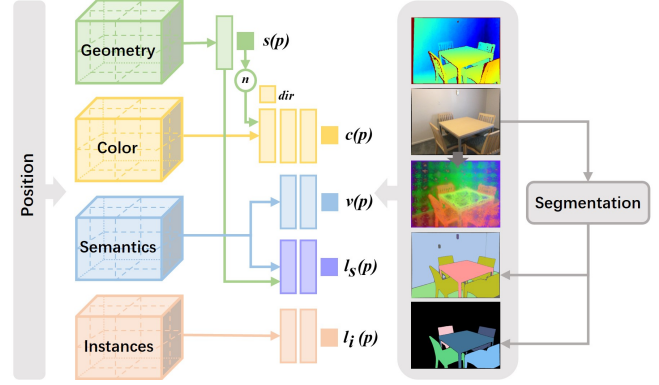 Position
Geometry
s(p)
n
dir
Color
c(p)
Semantics
v(p)
l_s(p)
Instances
l_i(p)
Segmentation